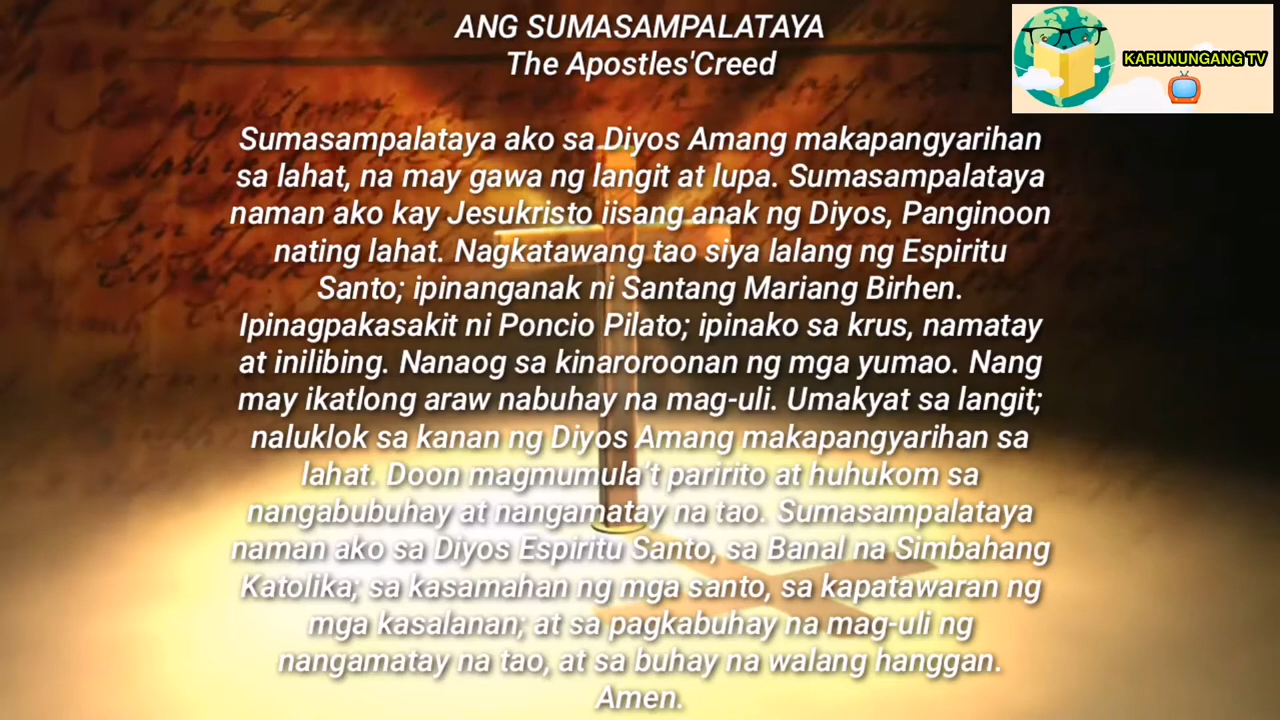 ANG SUMASAMPALATAYA
The Apostles'Creed
KARUNUNGANG TV
Sumasampalataya ako sa Diyos Amang makapangyarihan
sa lahat, na may gawa ng langit at lupa. Sumasampalataya
naman ako kay Jesukristo iisang anak ng Diyos, Panginoon
nating lahat. Nagkatawang tao siya lalang ng Espiritu
Santo; ipinanganak ni Santang Mariang Birhen.
Ipinagpakasakit ni Poncio Pilato; ipinako sa krus, namatay
at inilibing. Nanaog sa kinaroroonan ng mga yumao. Nang
may ikatlong araw nabuhay na mag-uli. Umakyat sa langit;
naluklok sa kanan ng Diyos Amang makapangyarihan sa
lahat. Doon magmumula't paririto at huhukom sa
nangabubuhay at nangamatay na tao. Sumasampalataya
naman ako sa Diyos Espiritu Santo, sa Banal na Simbahang
Katolika; sa kasamahan ng mga santo, sa kapatawaran ng
mga kasalanan; at sa pagkabuhay na mag-uli ng
nangamatay na tao, at sa buhay na walang hanggan.
Amen.